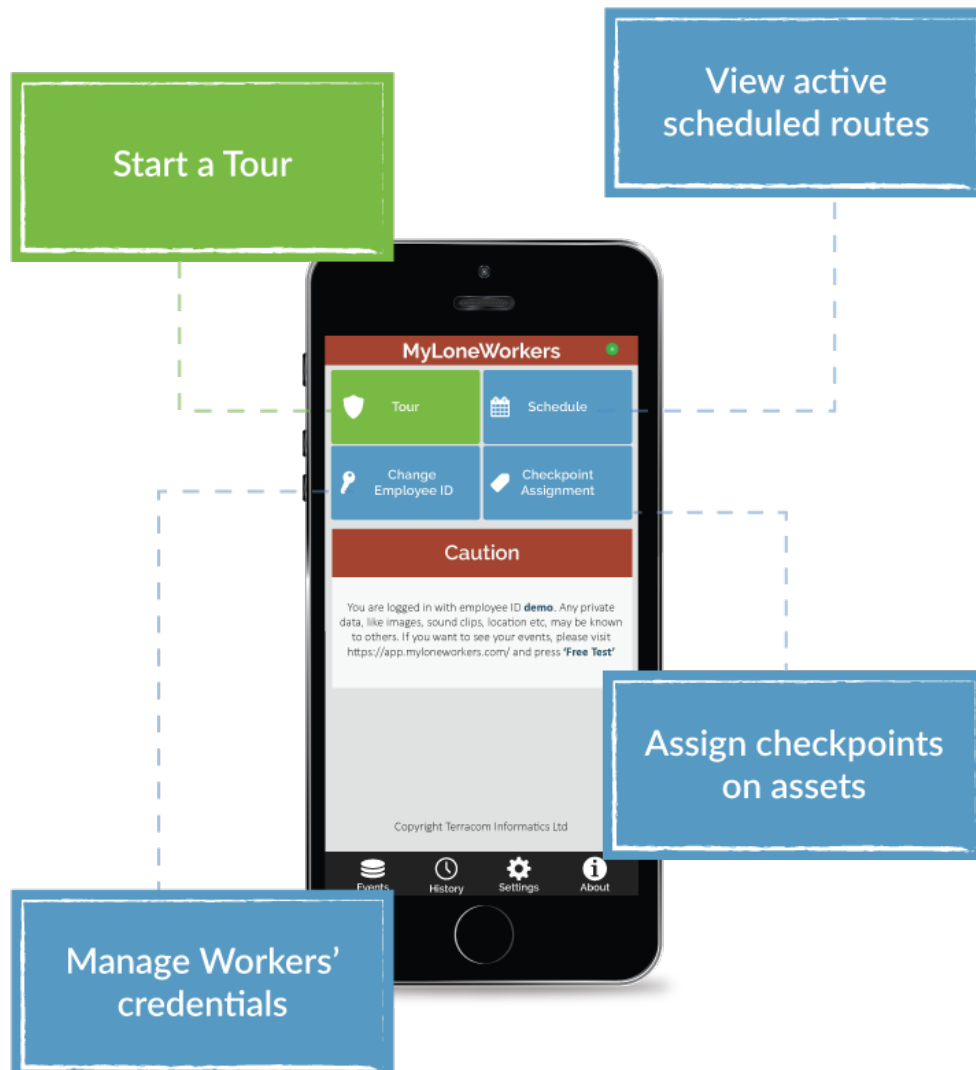 Start a Tour
View active
scheduled routes
MyLoneWorkers
Tour
Schedule
Change
Employee ID
Checkpoint
Assignment
Caution
You are logged in with employee ID demo. Any private
data, like images, sound clips, location etc, may be known
to others. If you want to see your events, please visit
https://app.myloneworkers.com/ and press ‘Free Test’
Assign checkpoints
on assets
Copyright Terracom Informatics Ltd
Events
History
Settings
About
Manage Workers’
credentials